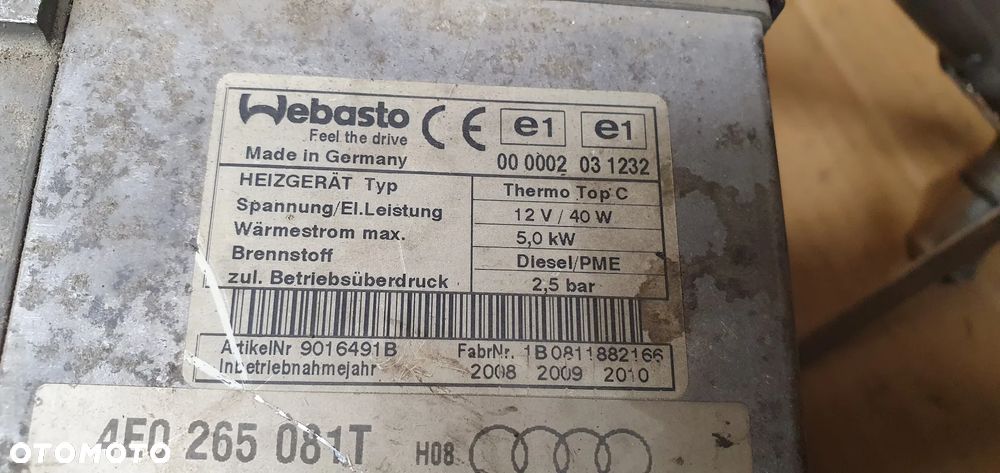 Webasto
Feel the drive
Made in Germany
CE e1 e1
00 0002 03 1232
HEIZGERÄT Typ Thermo Top C
Spannung/El.Leistung 12 V / 40 W
Wärmestrom max. 5,0 kW
Brennstoff Diesel/PME
zul. Betriebsüberdruck 2,5 bar
ArtikelNr 9016491B FabrNr. 1B0811882166
Inbetriebnahmejahr 2008 2009 2010
4E0 265 081T H08
OTOMOTO